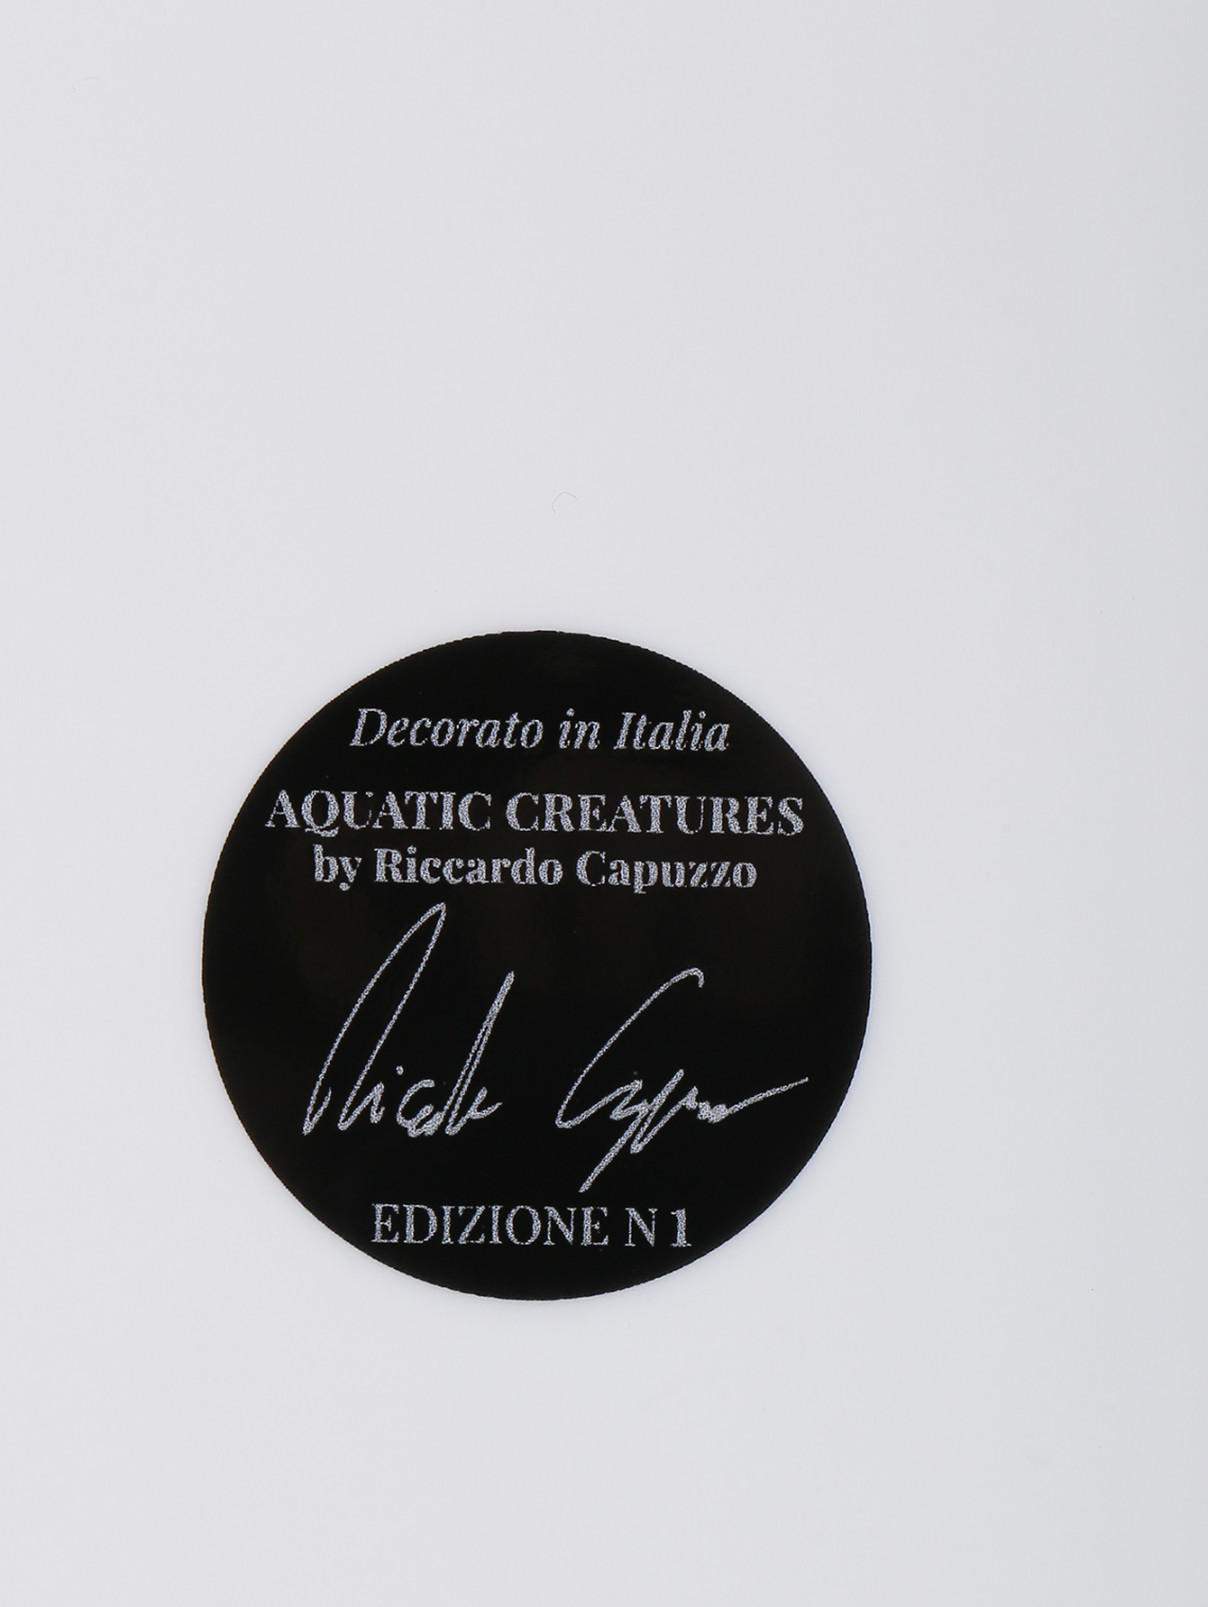 Decorato in Italia
AQUATIC CREATURES
by Riccardo Capuzzo
EDIZIONE N 1